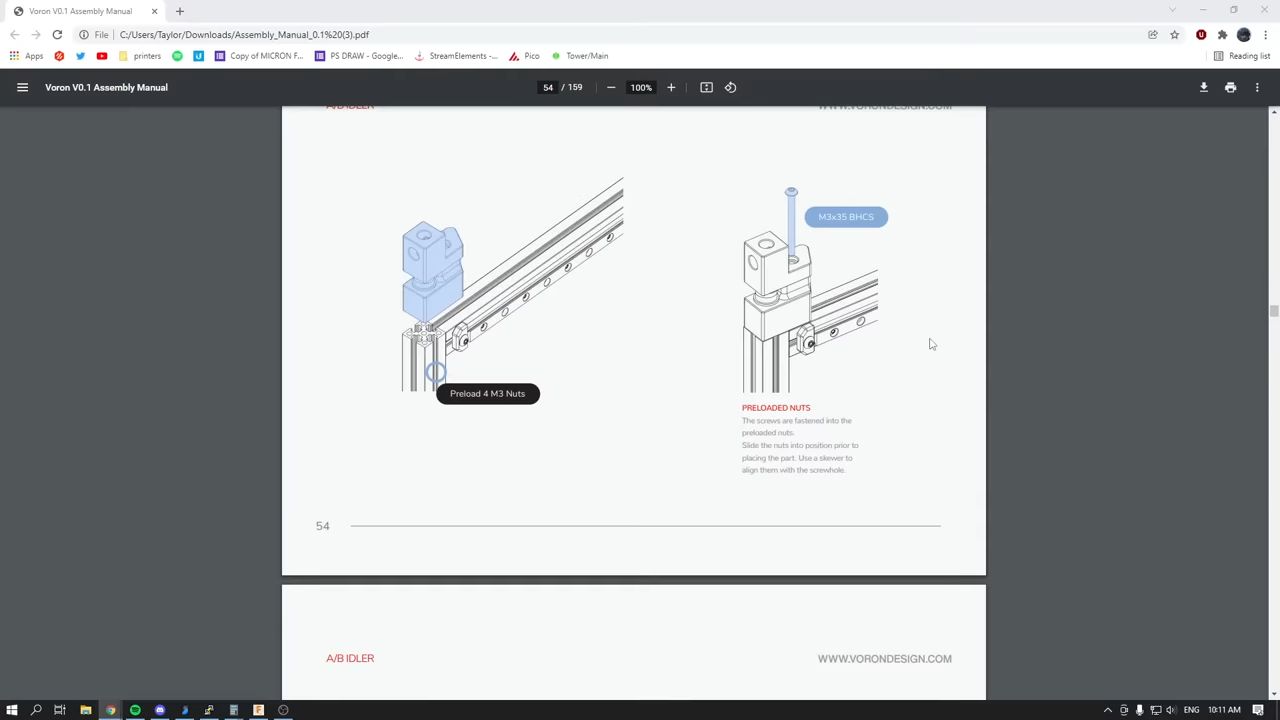 Voron V0.1 Assembly Manual
File
C:/Users/Taylor/Downloads/Assembly_Manual_0.1%20(3).pdf
Apps
printers
Copy of MICRON F...
PS DRAW - Google...
StreamElements -...
Pico
Tower/Main
Reading list
Voron V0.1 Assembly Manual
54 / 159
100%
A/B IDLER
WWW.VORONDESIGN.COM
M3x35 BHCS
Preload 4 M3 Nuts
PRELOADED NUTS
The screws are fastened into the
preloaded nuts.
Slide the nuts into position prior to
placing the part. Use a skewer to
align them with the screwhole.
54
A/B IDLER
WWW.VORONDESIGN.COM
10:11 AM